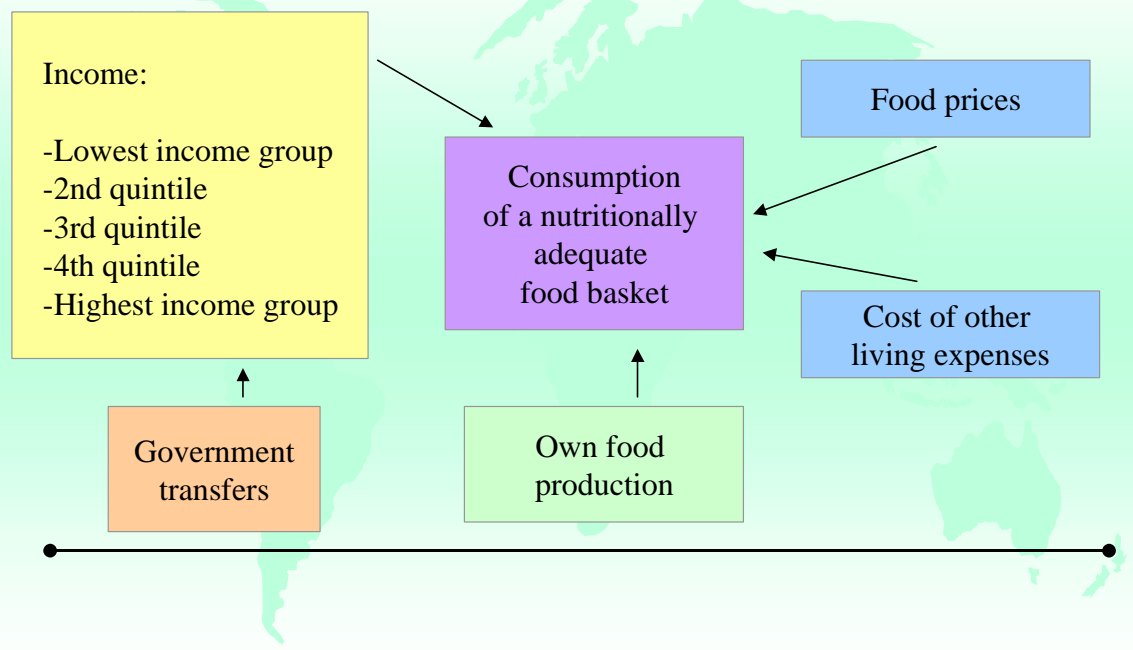 Income:
-Lowest income group
-2nd quintile
-3rd quintile
-4th quintile
-Highest income group
Consumption
of a nutritionally
adequate
food basket
Food prices
Cost of other
living expenses
Government
transfers
Own food
production